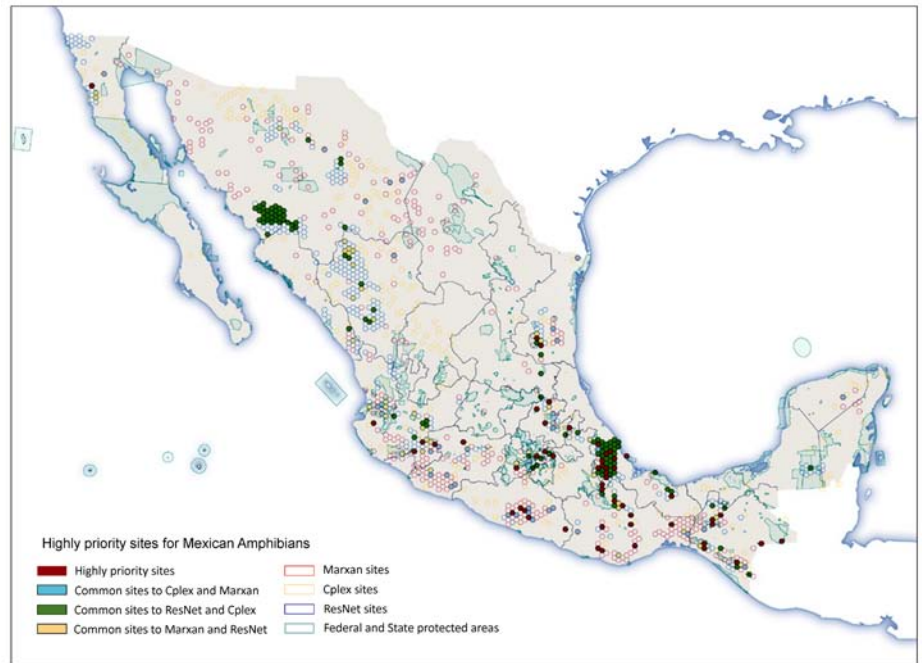 Highly priority sites for Mexican Amphibians
Highly priority sites
Common sites to Cplex and Marxan
Common sites to ResNet and Cplex
Common sites to Marxan and ResNet
Marxan sites
Cplex sites
ResNet sites
Federal and State protected areas